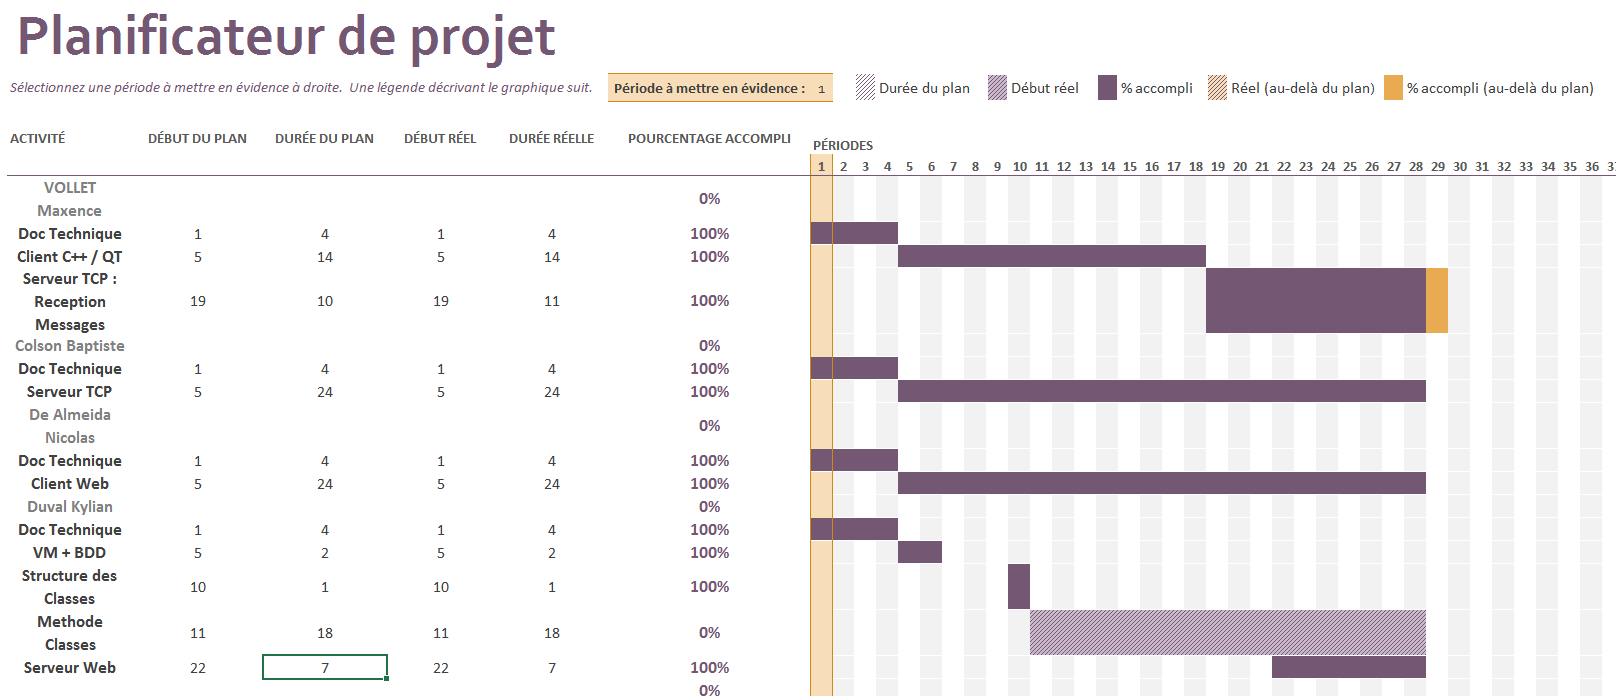 Planificateur de projet
Sélectionnez une période à mettre en évidence à droite. Une légende décrivant le graphique suit.
Période à mettre en évidence : 1
Durée du plan
Début réel
% accompli
Réel (au-delà du plan)
% accompli (au-delà du plan)
ACTIVITÉ DÉBUT DU PLAN DURÉE DU PLAN DÉBUT RÉEL DURÉE RÉELLE POURCENTAGE ACCOMPLI
PÉRIODES
1 2 3 4 5 6 7 8 9 10 11 12 13 14 15 16 17 18 19 20 21 22 23 24 25 26 27 28 29 30 31 32 33 34 35 36
VOLLET
Maxence
0%
Doc Technique 1 4 1 4 100%
Client C++ / QT 5 14 5 14 100%
Serveur TCP :
Reception
Messages
19 10 19 11 100%
Colson Baptiste 0%
Doc Technique 1 4 1 4 100%
Serveur TCP 5 24 5 24 100%
De Almeida
Nicolas
0%
Doc Technique 1 4 1 4 100%
Client Web 5 24 5 24 100%
Duval Kylian 0%
Doc Technique 1 4 1 4 100%
VM + BDD 5 2 5 2 100%
Structure des
Classes
10 1 10 1 100%
Methode
Classes
11 18 11 18 0%
Serveur Web 22 7 22 7 100%
0%